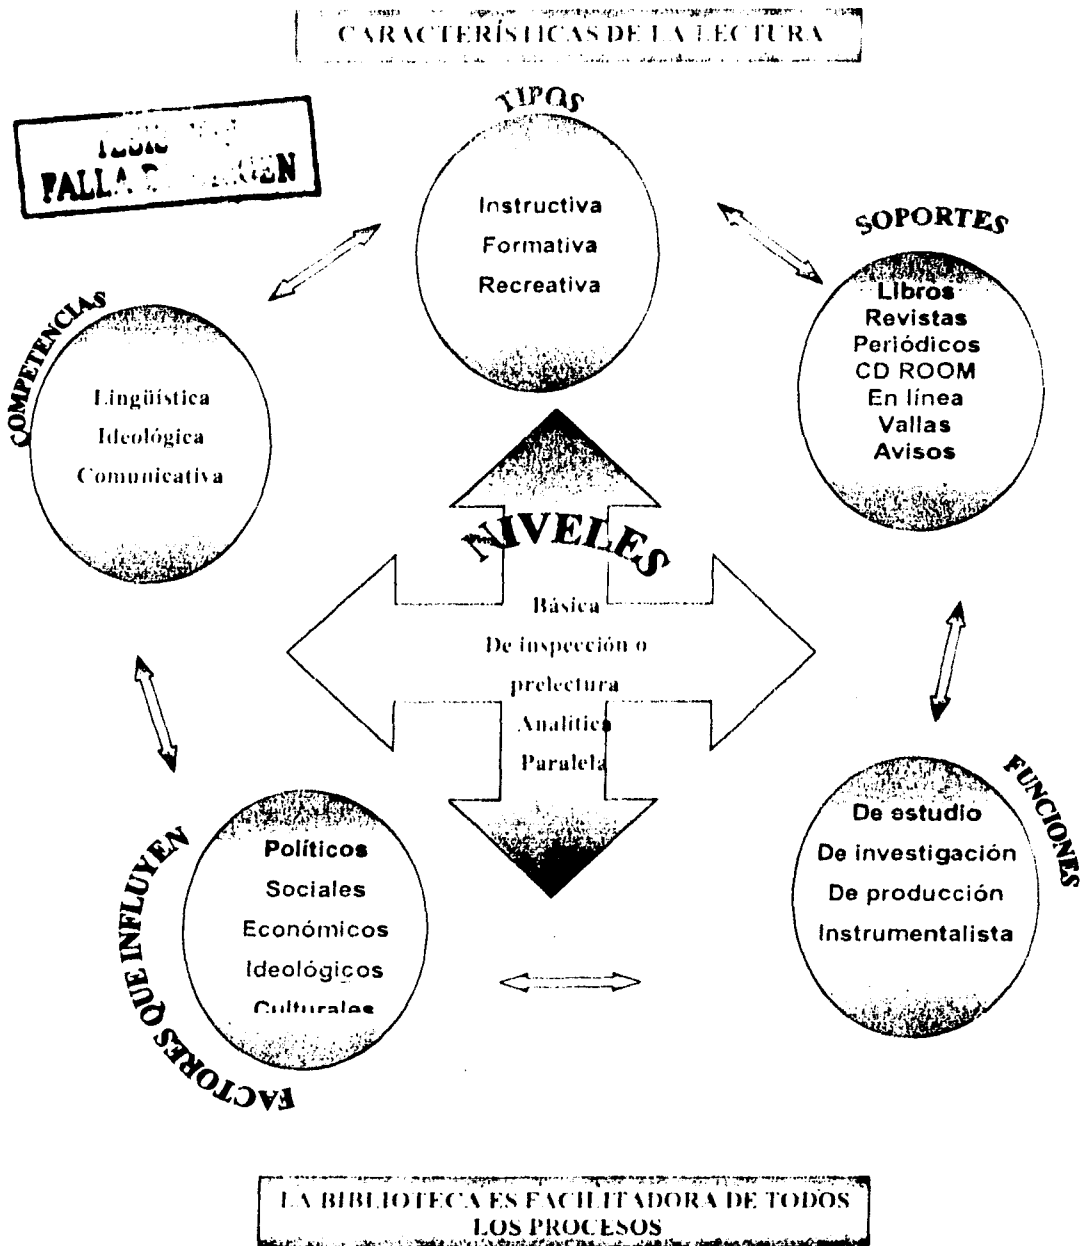 CARACTERÍSTICAS DE LA LECTURA
TIPOS
Instructiva
Formativa
Recreativa
FALLA
SOPORTES
Libros
Revistas
Periódicos
CD ROOM
En línea
Vallas
Avisos
COMPETENCIAS
Lingüística
Ideológica
Comunicativa
NIVELES
Básica
De inspección o
prelectura
Analítica
Paralela
FUNCIONES
De estudio
De investigación
De producción
Instrumentalista
FACTORES QUE INFLUYEN
Políticos
Sociales
Económicos
Ideológicos
Culturales
LA BIBLIOTECA ES FACILITADORA DE TODOS
LOS PROCESOS